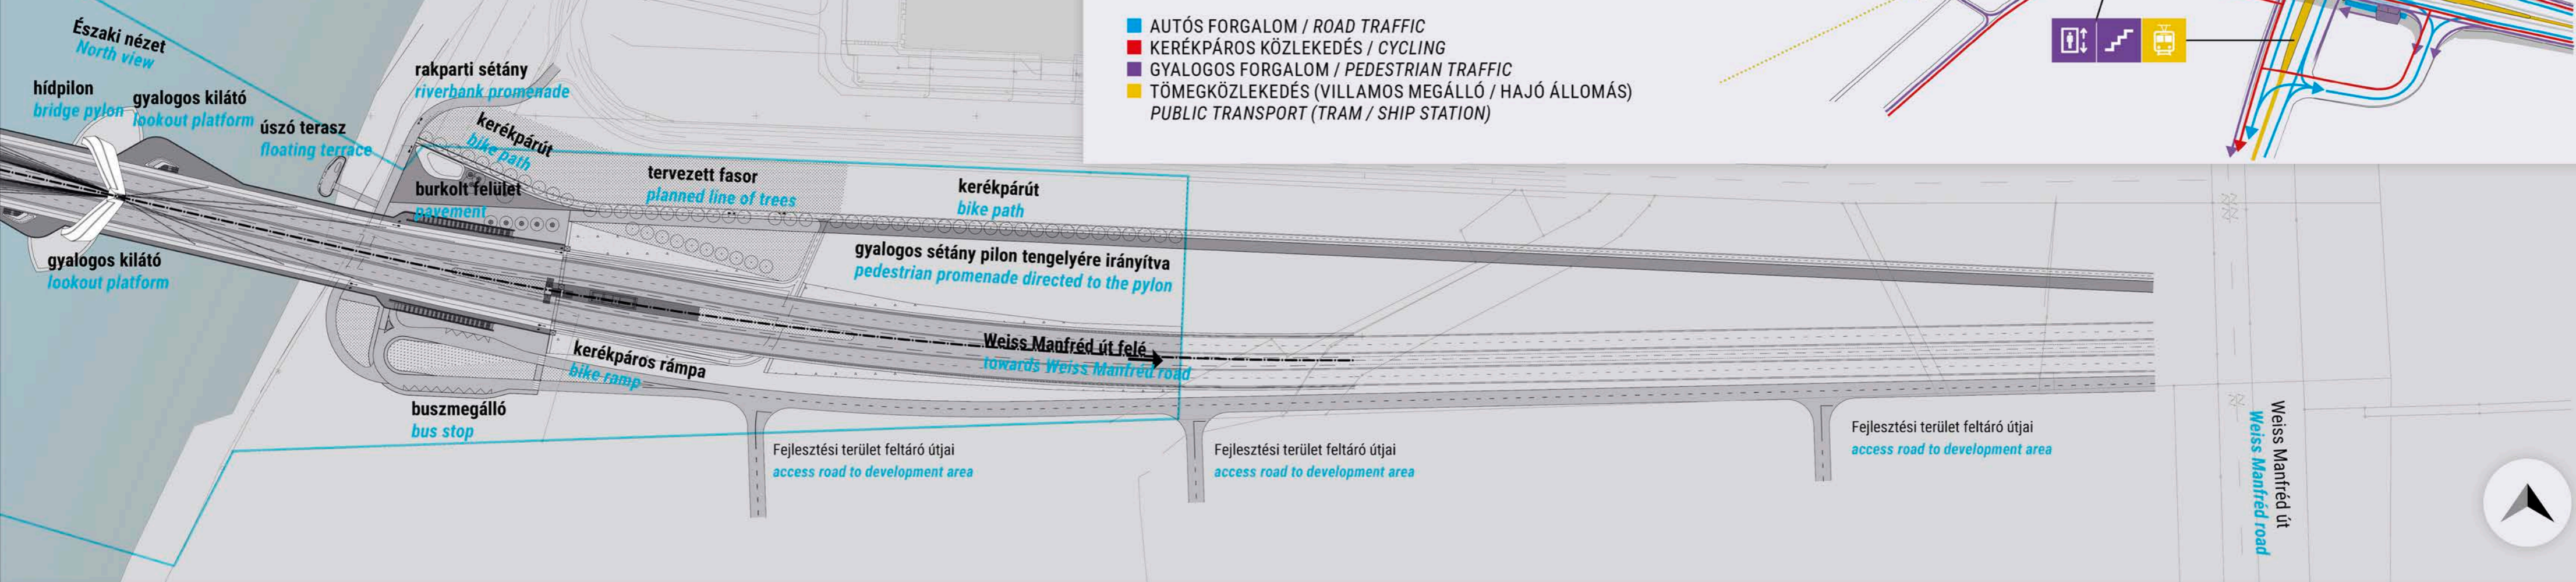 Északi nézet
North view
hídpilon
bridge pylon
gyalogos kilátó
lookout platform
úszó terasz
floating terrace
rakparti sétány
riverbank promenade
kerékpárút
bike path
burkolt felület
pavement
tervezett fasor
planned line of trees
kerékpárút
bike path
gyalogos sétány pilon tengelyére irányítva
pedestrian promenade directed to the pylon
gyalogos kilátó
lookout platform
Weiss Manfréd út felé
towards Weiss Manfréd road
kerékpáros rámpa
bike ramp
buszmegálló
bus stop
Fejlesztési terület feltáró útjai
access road to development area
Fejlesztési terület feltáró útjai
access road to development area
Fejlesztési terület feltáró útjai
access road to development area
Weiss Manfréd út
Weiss Manfréd road
AUTÓS FORGALOM / ROAD TRAFFIC
KERÉKPÁROS KÖZLEKEDÉS / CYCLING
GYALOGOS FORGALOM / PEDESTRIAN TRAFFIC
TÖMEGKÖZLEKEDÉS (VILLAMOS MEGÁLLÓ / HAJÓ ÁLLOMÁS)
PUBLIC TRANSPORT (TRAM / SHIP STATION)